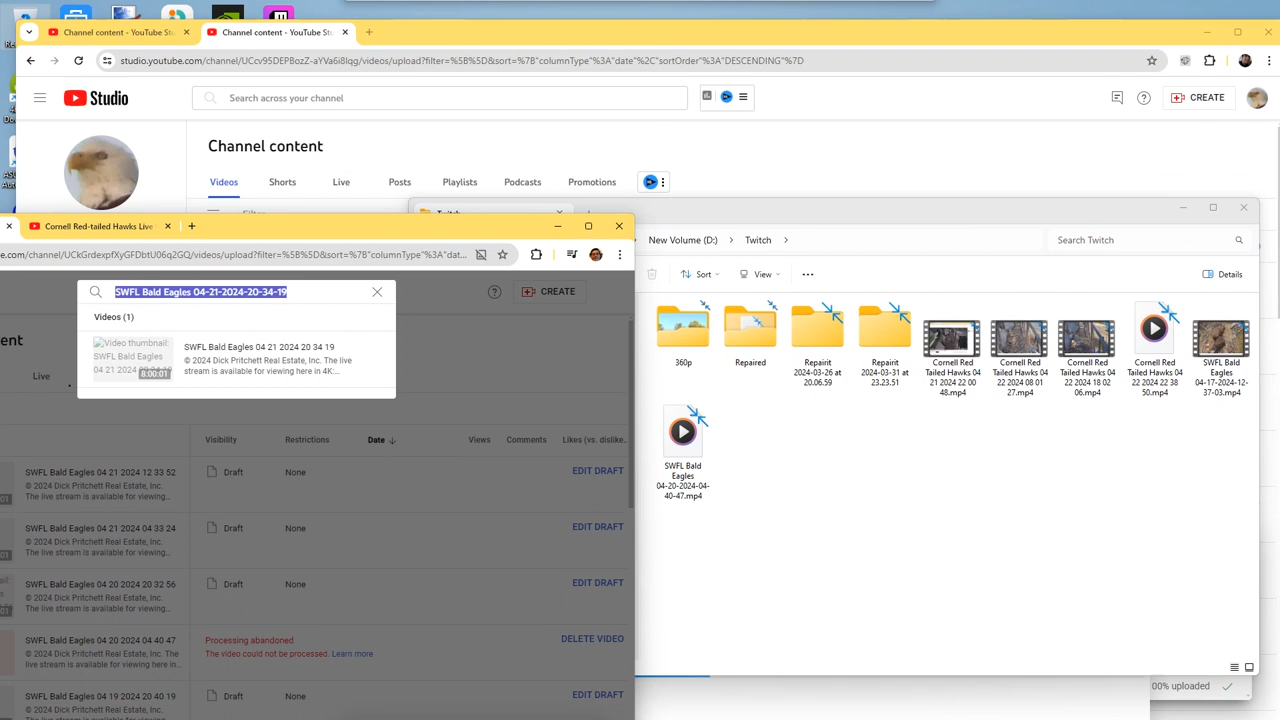 Channel content - YouTube Stu
Channel content - YouTube Stu
studio.youtube.com/channel/UCcv95DEPBozZ-aYVa6i8Iqg/videos/upload?filter=%5B%5D&sort=%7B"columnType"%3A"date"%2C"sortOrder"%3A"DESCENDING"%7D
Studio
Search across your channel
CREATE
Channel content
Videos
Shorts
Live
Posts
Playlists
Podcasts
Promotions
Filter
Twitch
Cornell Red-tailed Hawks Live
e.com/channel/UCkGrdexpfXyGFDbtU06q2GQ/videos/upload?filter=%5B%5D&sort=%7B"columnType"%3A"dat...
New Volume (D:)
Twitch
Search Twitch
Sort
View
Details
SWFL Bald Eagles 04-21-2024-20-34-19
CREATE
Videos (1)
Video thumbnail:
SWFL Bald Eagles
8:00:01
SWFL Bald Eagles 04 21 2024 20 34 19
© 2024 Dick Pritchett Real Estate, Inc. The live
stream is available for viewing here in 4K:...
ent
Live
Visibility
Restrictions
Date
Views
Comments
Likes (vs. dislike..
SWFL Bald Eagles 04 21 2024 12 33 52
© 2024 Dick Pritchett Real Estate, Inc.
The live stream is available for viewing...
Draft
None
EDIT DRAFT
SWFL Bald Eagles 04 21 2024 04 33 24
© 2024 Dick Pritchett Real Estate, Inc.
The live stream is available for viewing...
Draft
None
EDIT DRAFT
SWFL Bald Eagles 04 20 2024 20 32 56
© 2024 Dick Pritchett Real Estate, Inc.
The live stream is available for viewing...
Draft
None
EDIT DRAFT
SWFL Bald Eagles 04 20 2024 04 40 47
© 2024 Dick Pritchett Real Estate, Inc. The
live stream is available for viewing here in...
Processing abandoned
The video could not be processed. Learn more
DELETE VIDEO
SWFL Bald Eagles 04 19 2024 20 40 19
© 2024 Dick Pritchett Real Estate, Inc.
Draft
None
EDIT DRAFT
360p
Repaired
Repairit
2024-03-26 at
20.06.59
Repairit
2024-03-31 at
23.23.51
Cornell Red
Tailed Hawks 04
21 2024 22 00
48.mp4
Cornell Red
Tailed Hawks 04
22 2024 08 01
27.mp4
Cornell Red
Tailed Hawks 04
22 2024 18 02
06.mp4
Cornell Red
Tailed Hawks 04
22 2024 22 38
50.mp4
SWFL Bald
Eagles
04-17-2024-12-
37-03.mp4
SWFL Bald
Eagles
04-20-2024-04-
40-47.mp4
00% uploaded